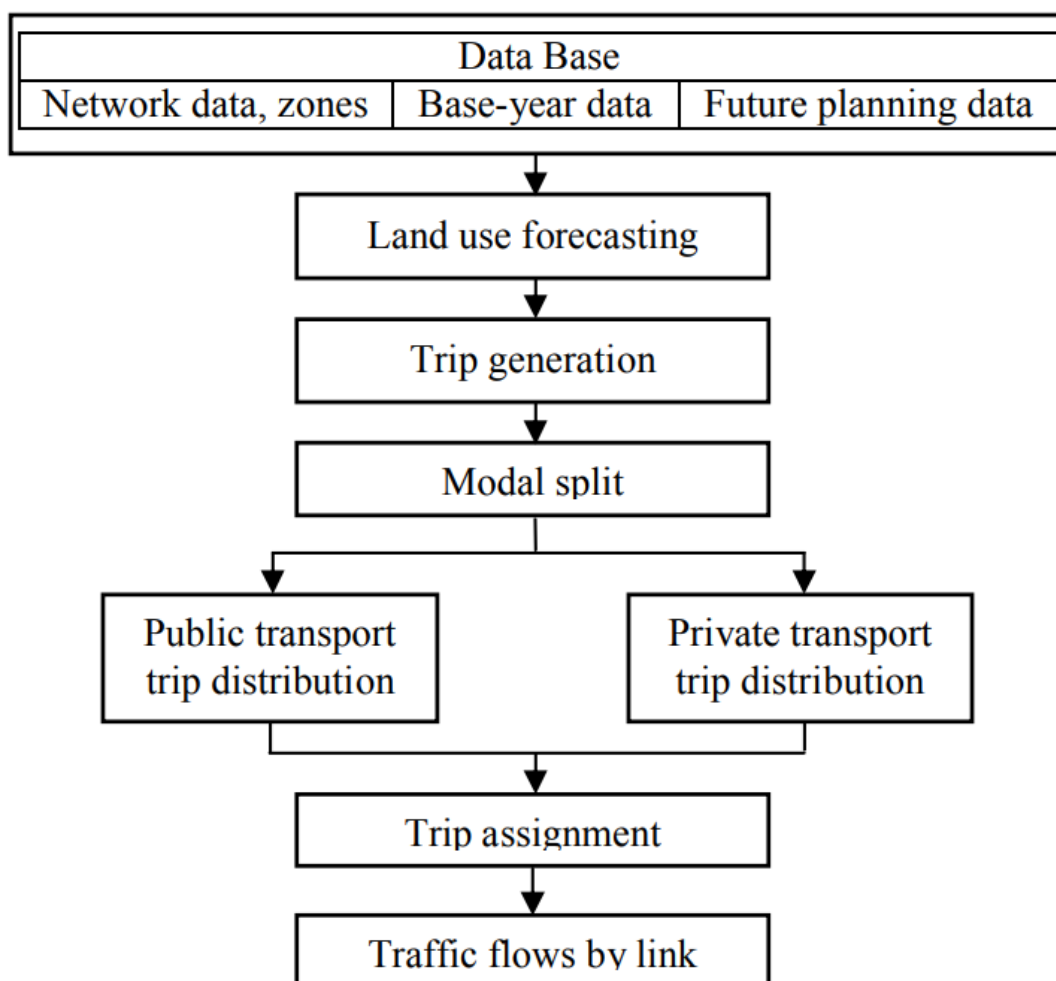 Data Base
Network data, zones
Base-year data
Future planning data
Land use forecasting
Trip generation
Modal split
Public transport
trip distribution
Private transport
trip distribution
Trip assignment
Traffic flows by link